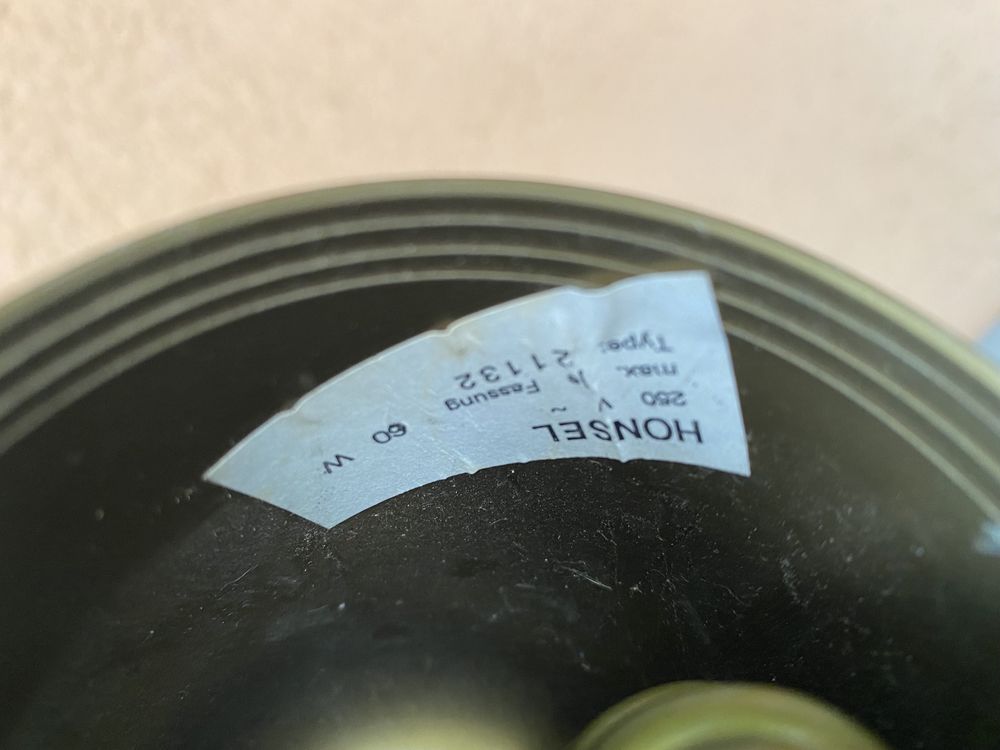 HONSEL
250 V ~
max. je Fassung 60 W
Type: 21132